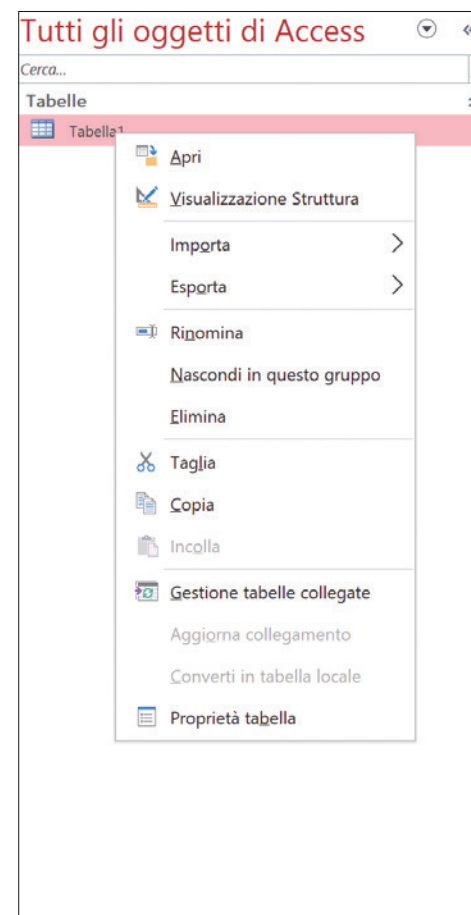 Tutti gli oggetti di Access
Cerca...
Tabelle
Tabella1
Apri
Visualizzazione Struttura
Importa
Esporta
Rinomina
Nascondi in questo gruppo
Elimina
Taglia
Copia
Incolla
Gestione tabelle collegate
Aggiorna collegamento
Converti in tabella locale
Proprietà tabella